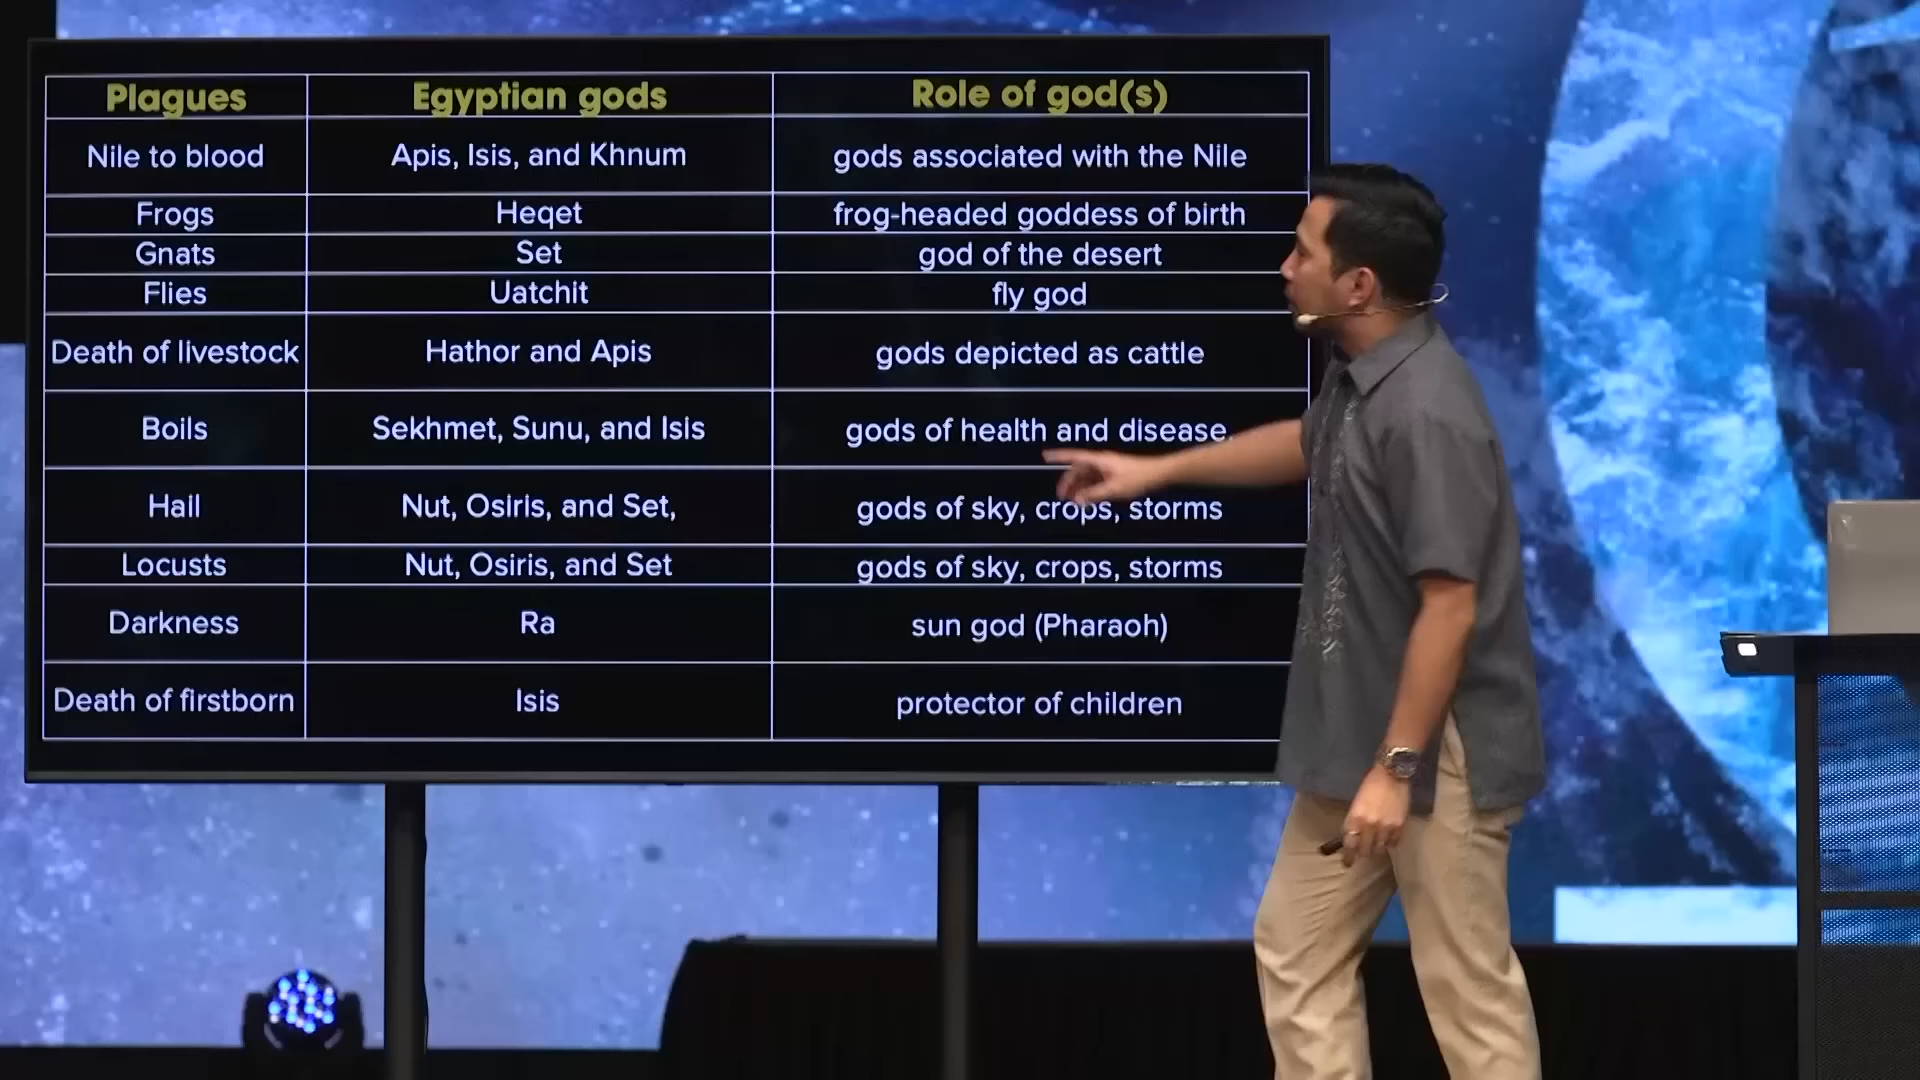 Plagues Egyptian gods Role of god(s)
Nile to blood Apis, Isis, and Khnum gods associated with the Nile
Frogs Heqet frog-headed goddess of birth
Gnats Set god of the desert
Flies Uatchit fly god
Death of livestock Hathor and Apis gods depicted as cattle
Boils Sekhmet, Sunu, and Isis gods of health and disease.
Hail Nut, Osiris, and Set, gods of sky, crops, storms
Locusts Nut, Osiris, and Set gods of sky, crops, storms
Darkness Ra sun god (Pharaoh)
Death of firstborn Isis protector of children